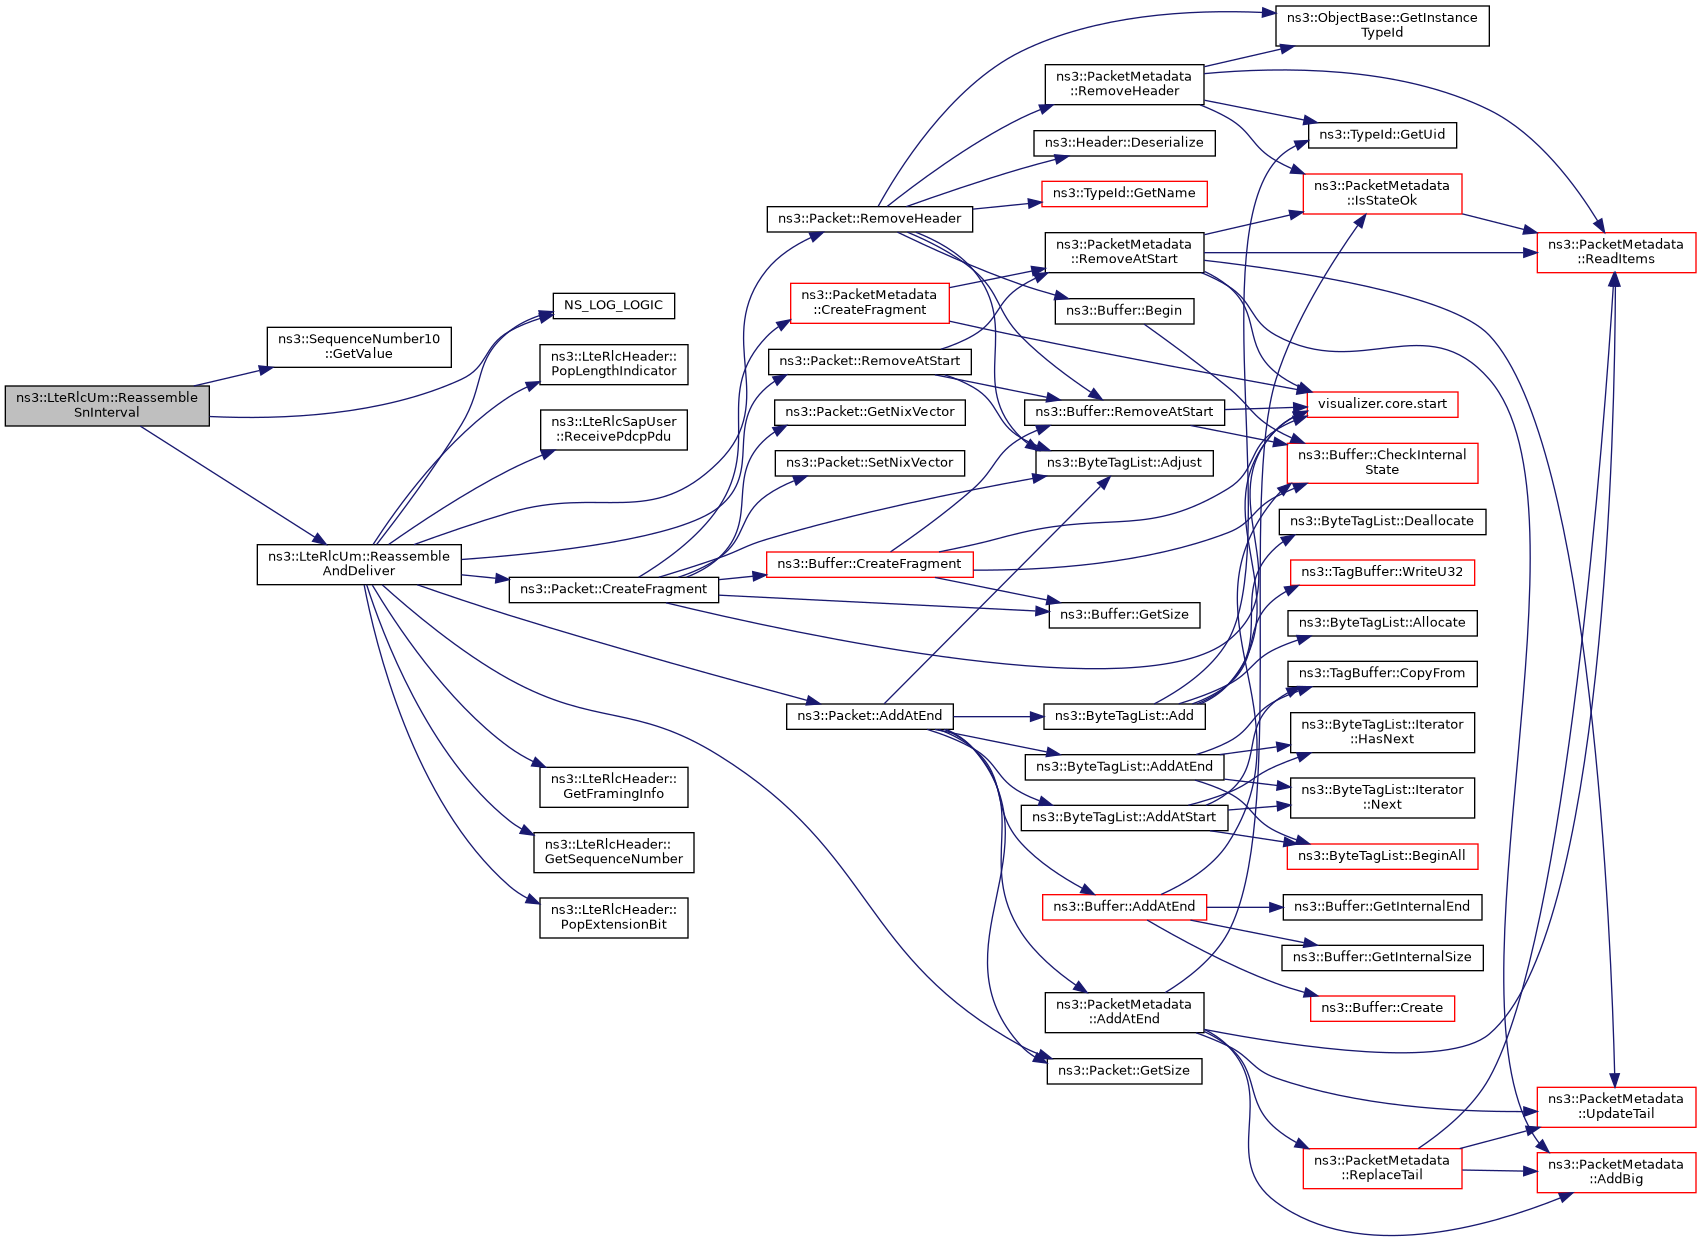 ns3::LteRlcUm::Reassemble
SnInterval
ns3::SequenceNumber10
::GetValue
ns3::LteRlcUm::Reassemble
AndDeliver
NS_LOG_LOGIC
ns3::LteRlcHeader::
PopLengthIndicator
ns3::LteRlcSapUser
::ReceivePdcpPdu
ns3::Packet::CreateFragment
ns3::LteRlcHeader::
GetFramingInfo
ns3::LteRlcHeader::
GetSequenceNumber
ns3::LteRlcHeader::
PopExtensionBit
ns3::Packet::RemoveHeader
ns3::PacketMetadata
::CreateFragment
ns3::Packet::RemoveAtStart
ns3::Packet::GetNixVector
ns3::Packet::SetNixVector
ns3::Buffer::CreateFragment
ns3::Packet::AddAtEnd
ns3::PacketMetadata
::RemoveHeader
ns3::Header::Deserialize
ns3::TypeId::GetName
ns3::PacketMetadata
::RemoveAtStart
ns3::Buffer::Begin
ns3::Buffer::RemoveAtStart
ns3::ByteTagList::Adjust
ns3::Buffer::GetSize
ns3::ByteTagList::Add
ns3::ByteTagList::AddAtEnd
ns3::ByteTagList::AddAtStart
ns3::Buffer::AddAtEnd
ns3::PacketMetadata
::AddAtEnd
ns3::Packet::GetSize
ns3::ObjectBase::GetInstance
TypeId
ns3::TypeId::GetUid
ns3::PacketMetadata
::IsStateOk
visualizer.core.start
ns3::Buffer::CheckInternal
State
ns3::ByteTagList::Deallocate
ns3::TagBuffer::WriteU32
ns3::ByteTagList::Allocate
ns3::TagBuffer::CopyFrom
ns3::ByteTagList::Iterator
::HasNext
ns3::ByteTagList::Iterator
::Next
ns3::ByteTagList::BeginAll
ns3::Buffer::GetInternalEnd
ns3::Buffer::GetInternalSize
ns3::Buffer::Create
ns3::PacketMetadata
::ReplaceTail
ns3::PacketMetadata
::ReadItems
ns3::PacketMetadata
::UpdateTail
ns3::PacketMetadata
::AddBig